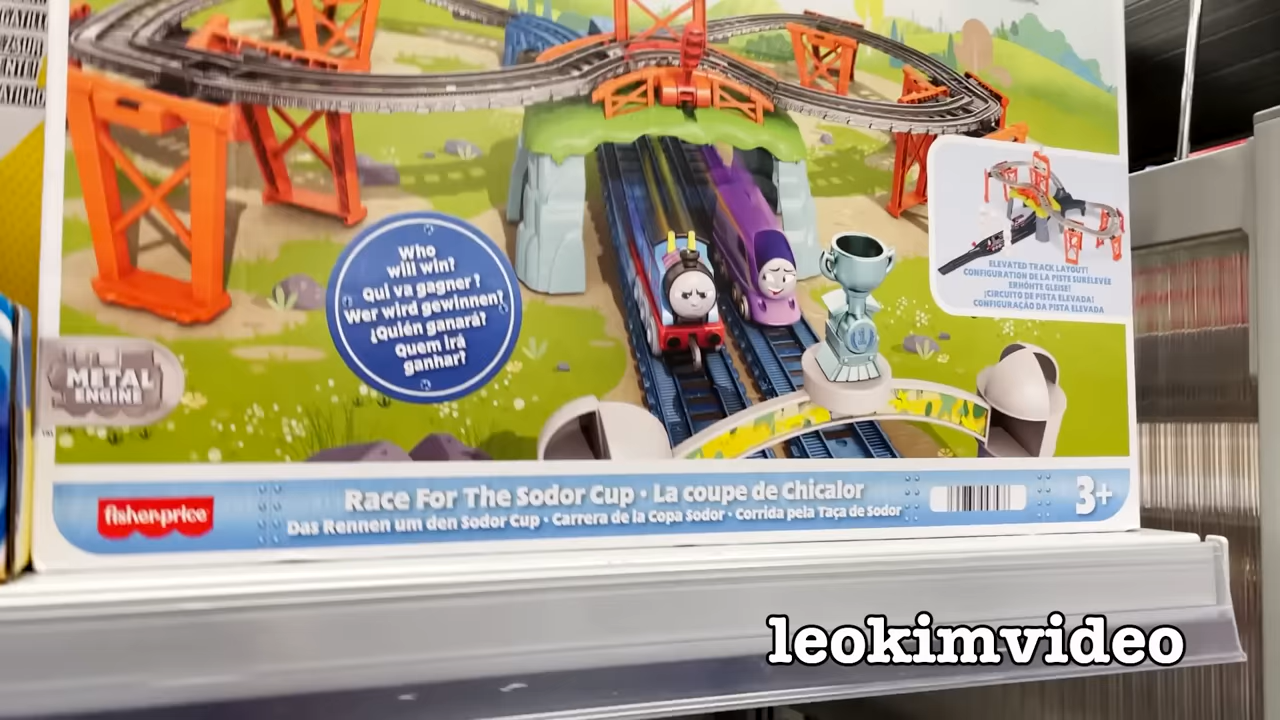 Who
will win?
Qui va gagner?
Wer wird gewinnen?
¿Quién ganará?
Quem irá
ganhar?
ELEVATED TRACK LAYOUT!
CONFIGURATION DE LA PISTE SURÉLEVÉE
ERHÖHTE GLEISE!
¡CIRCUITO DE PISTA ELEVADA!
CONFIGURAÇÃO DA PISTA ELEVADA
METAL
ENGINE
1
fisher-price
Race For The Sodor Cup · La coupe de Chicalor
Das Rennen um den Sodor Cup · Carrera de la Copa Sodor · Corrida pela Taça de Sodor
3+
leokimvideo